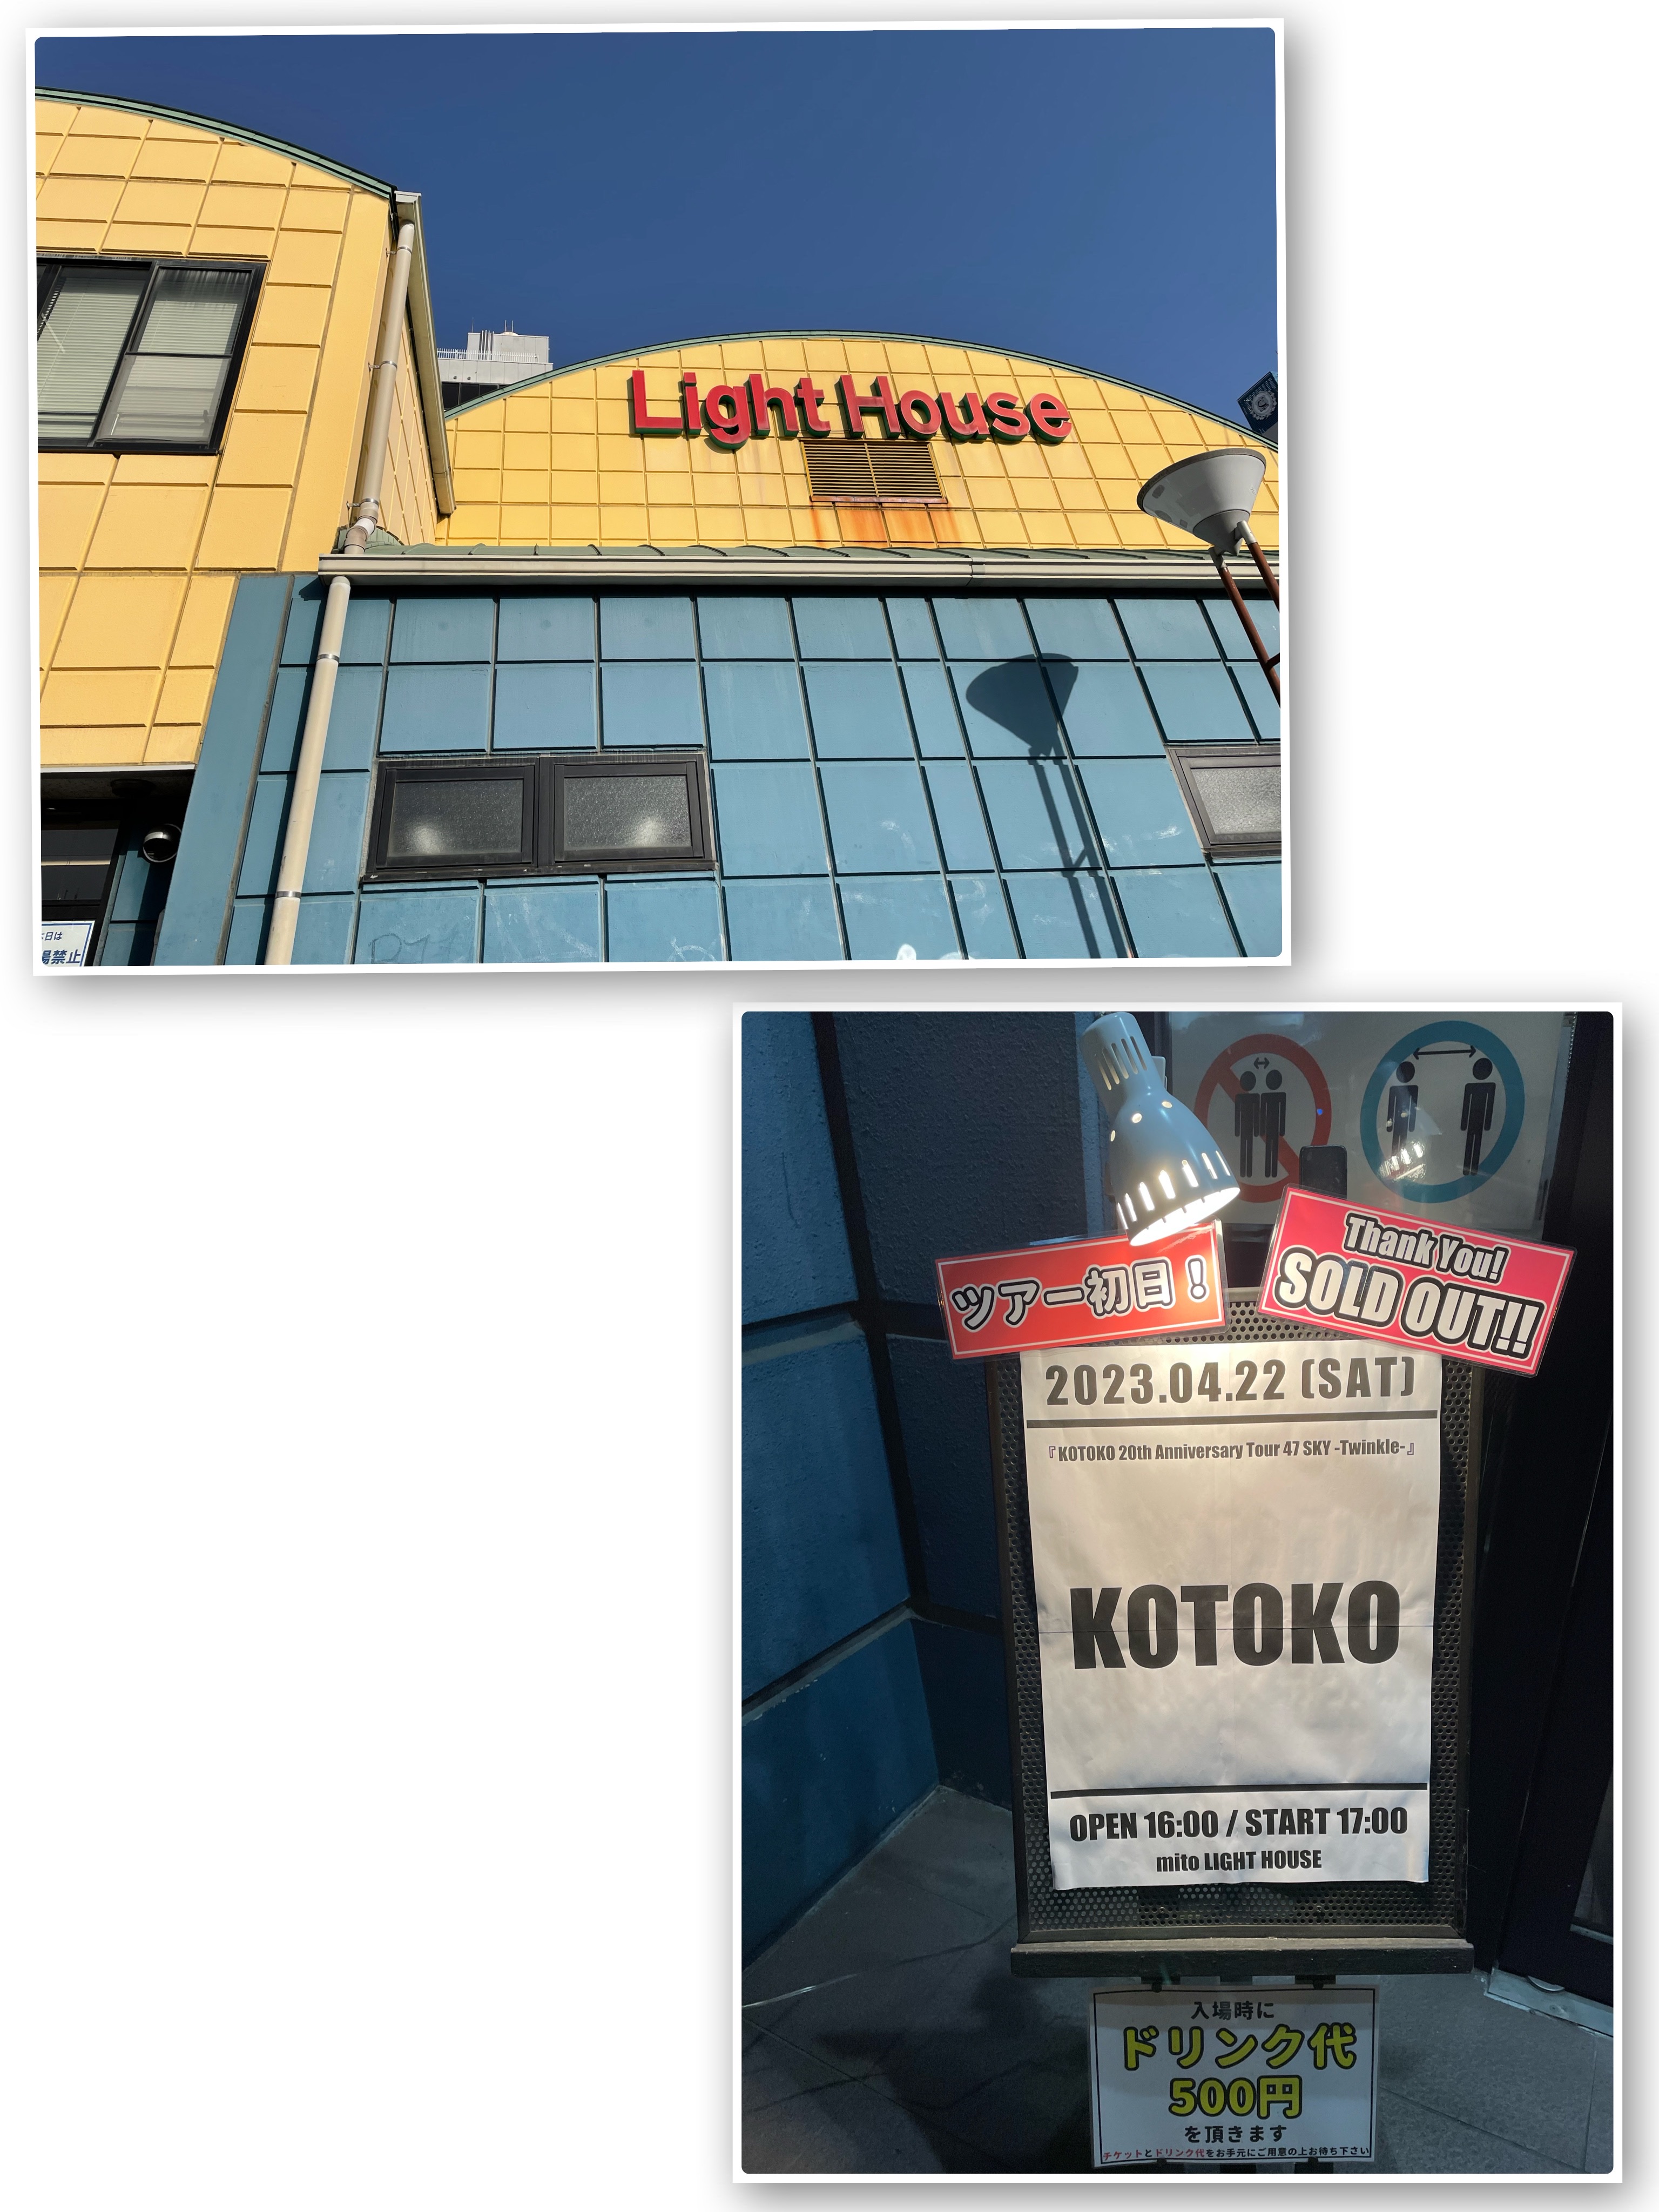 Light House
日は
場禁止
ツアー初日！
Thank You!
SOLD OUT!!
2023.04.22 (SAT)
『KOTOKO 20th Anniversary Tour 47 SKY -Twinkle-』
KOTOKO
OPEN 16:00 / START 17:00
mito LIGHT HOUSE
入場時に
ドリンク代
500円
を頂きます
チケットとドリンク代をお手元にご用意の上お待ち下さい